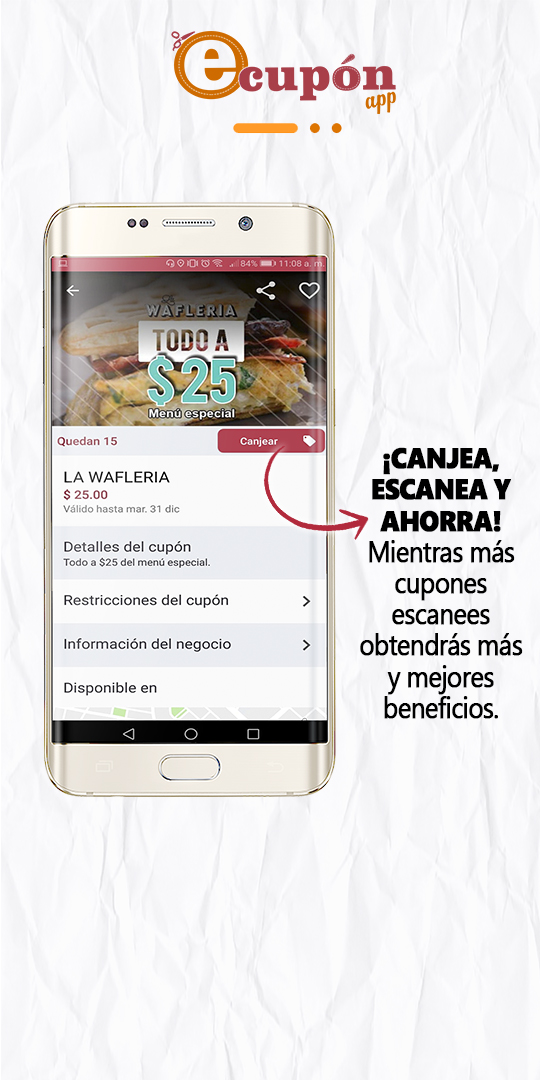 ecupón
app
84% 11:08 a. m.
WAFLERIA
TODO A
$25
Menú especial
Quedan 15
Canjear
LA WAFLERIA
$ 25.00
Válido hasta mar. 31 dic
Detalles del cupón
Todo a $25 del menú especial.
Restricciones del cupón
Información del negocio
Disponible en
¡CANJEA,
ESCANEA Y
AHORRA!
Mientras más
cupones
escanees
obtendrás más
y mejores
beneficios.